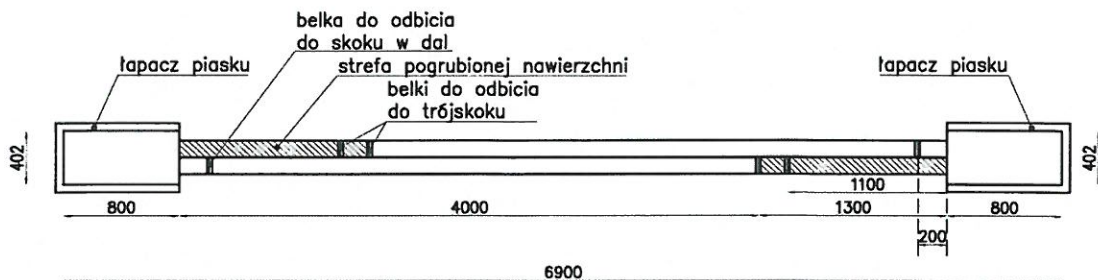 belka do odbicia
do skoku w dal
łapacz piasku
strefa pogrubionej nawierzchni
łapacz piasku
belki do odbicia
do trójskoku
402
402
1100
800
4000
1300
800
200
6900